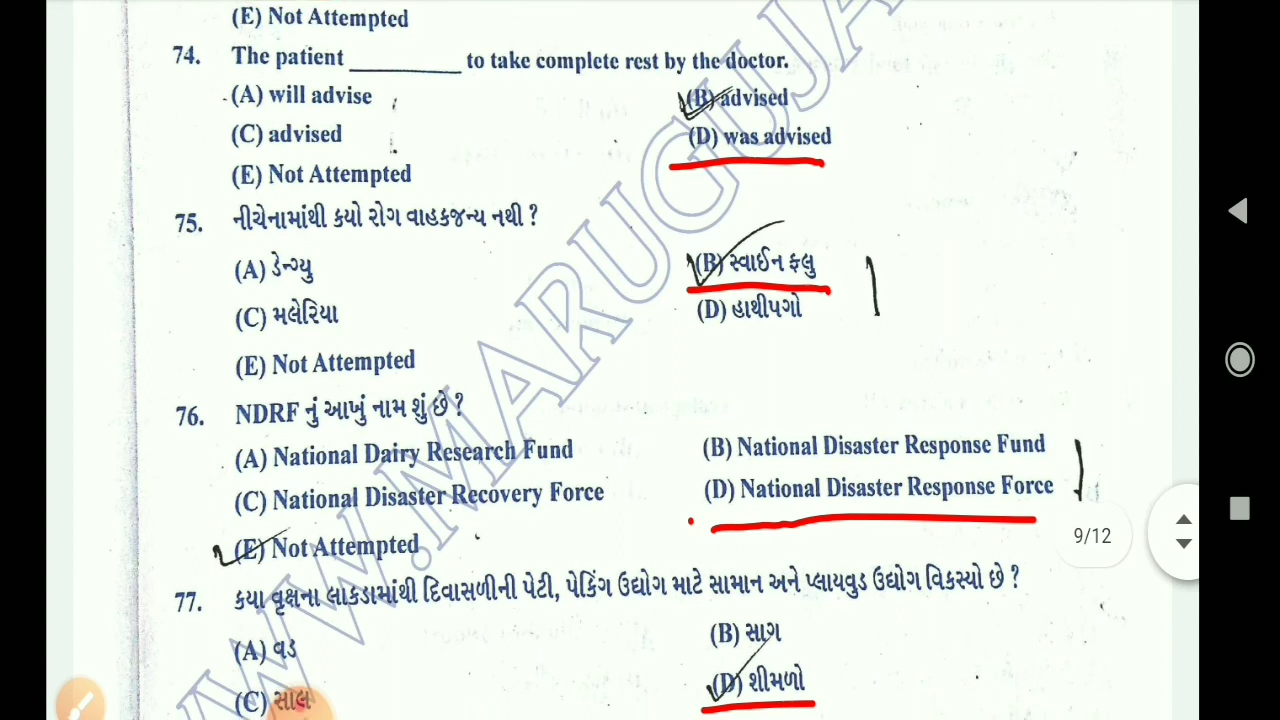 (E) Not Attempted
74. The patient __________ to take complete rest by the doctor.
(A) will advise (B) advised
(C) advised (D) was advised
(E) Not Attempted
75. નીચેનામાંથી કયો રોગ વાહકજન્ય નથી ?
(A) ડેન્ગ્યુ (B) સ્વાઈન ફલુ
(C) મલેરિયા (D) હાથીપગો
(E) Not Attempted
76. NDRF નું આખું નામ શું છે ?
(A) National Dairy Research Fund (B) National Disaster Response Fund
(C) National Disaster Recovery Force (D) National Disaster Response Force
(E) Not Attempted
9/12
77. કયા વૃક્ષના લાકડામાંથી દિવાસળીની પેટી, પેકિંગ ઉદ્યોગ માટે સામાન અને પ્લાયવુડ ઉદ્યોગ વિકસ્યો છે ?
(A) વડ (B) સાગ
(C) સાલ (D) શીમળો
WWW.MARUGUJA